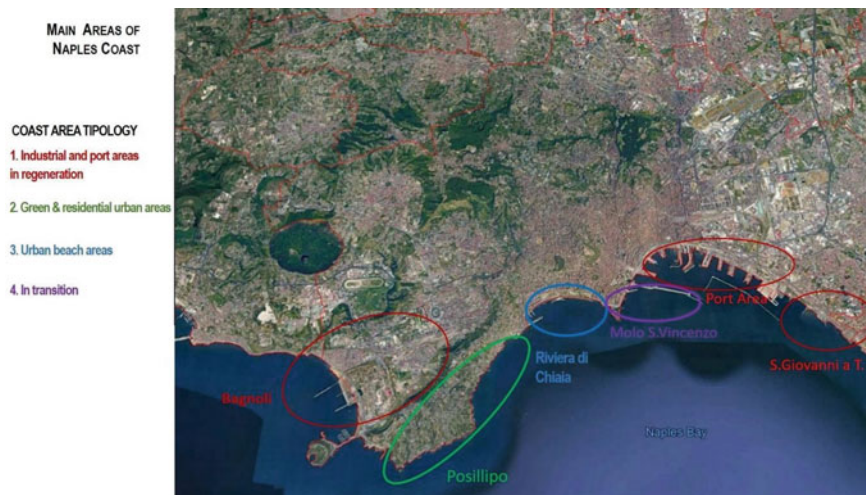 MAIN AREAS OF
NAPLES COAST
COAST AREA TIPOLOGY
1. Industrial and port areas
in regeneration
2. Green & residential urban areas
3. Urban beach areas
4. In transition
Port Area
Molo S.Vincenzo
Riviera di
Chiaia
S.Giovanni a T.
Bagnoli
Naples Bay
Posillipo